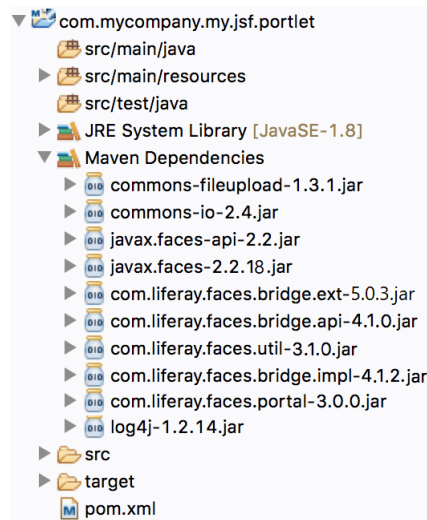 com.mycompany.my.jsf.portlet
src/main/java
src/main/resources
src/test/java
JRE System Library [JavaSE-1.8]
Maven Dependencies
commons-fileupload-1.3.1.jar
commons-io-2.4.jar
javax.faces-api-2.2.jar
javax.faces-2.2.18.jar
com.liferay.faces.bridge.ext-5.0.3.jar
com.liferay.faces.bridge.api-4.1.0.jar
com.liferay.faces.util-3.1.0.jar
com.liferay.faces.bridge.impl-4.1.2.jar
com.liferay.faces.portal-3.0.0.jar
log4j-1.2.14.jar
src
target
pom.xml